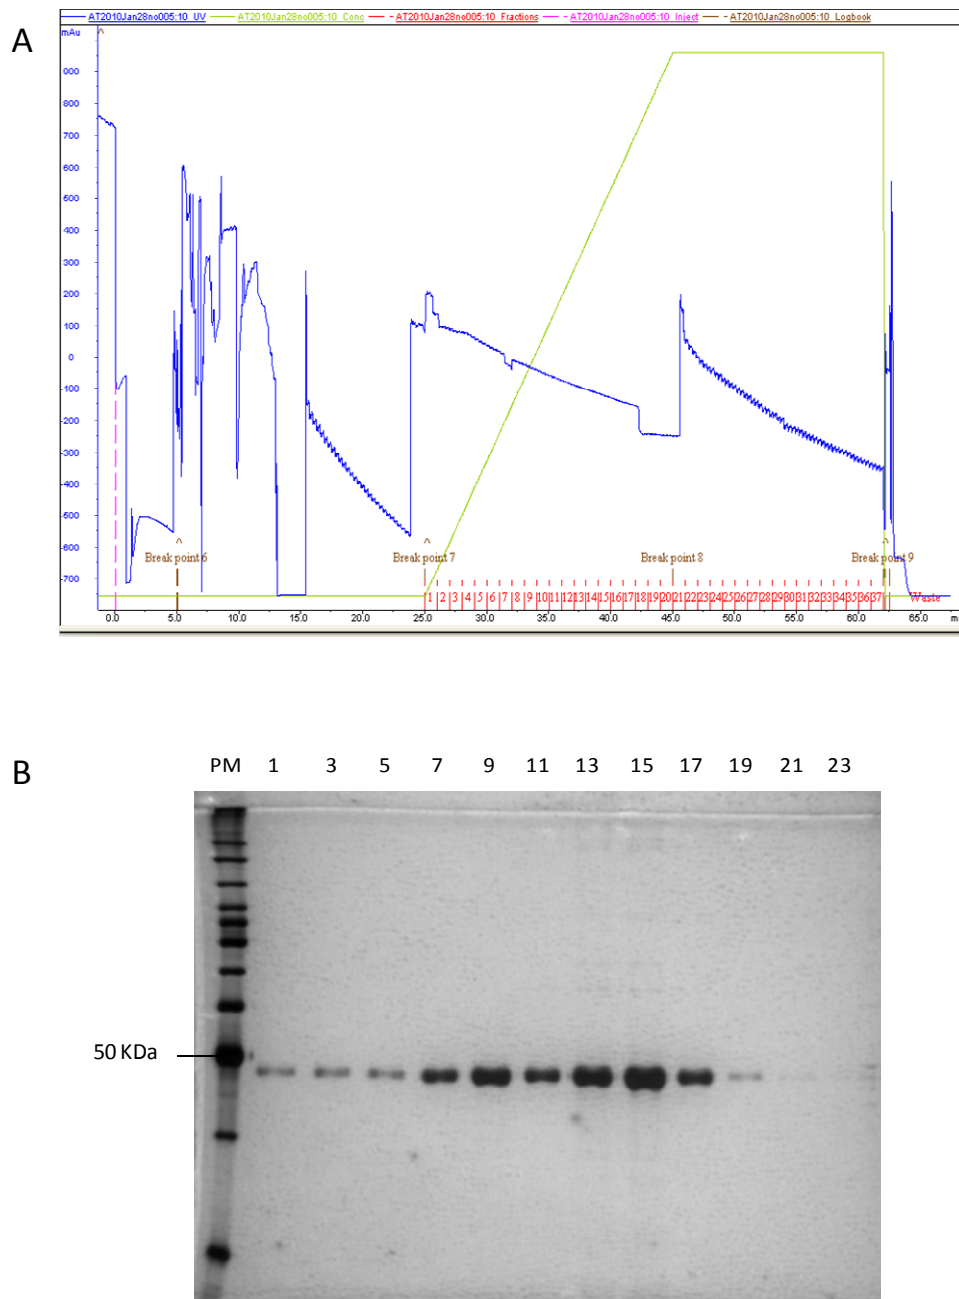 A
AT2010Jan28no005:10_UV AT2010Jan28no005:10_Conc AT2010Jan28no005:10_Fractions AT2010Jan28no005:10_Inject AT2010Jan28no005:10_Logbook
mAu
000
800
700
600
500
400
300
200
100
0
-100
-200
-300
-400
-500
-600
-700
Break point 6 Break point 7 Break point 8 Break point 9
1 2 3 4 5 6 7 8 9 10 11 12 13 14 15 16 17 18 19 20 21 22 23 24 25 26 27 28 29 30 31 32 33 34 35 36 37 Waste
0.0 5.0 10.0 15.0 20.0 25.0 30.0 35.0 40.0 45.0 50.0 55.0 60.0 65.0 m
B
PM 1 3 5 7 9 11 13 15 17 19 21 23
50 KDa